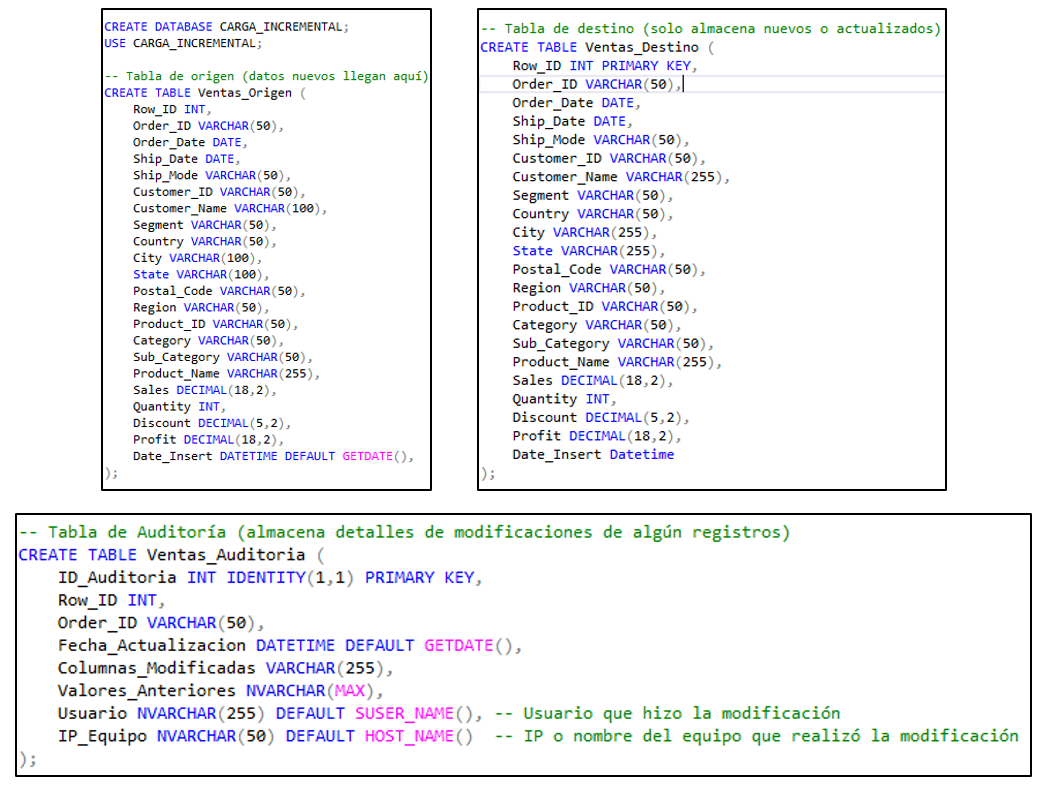 CREATE DATABASE CARGA_INCREMENTAL;
USE CARGA_INCREMENTAL;
-- Tabla de origen (datos nuevos llegan aquí)
CREATE TABLE Ventas_Origen (
Row_ID INT,
Order_ID VARCHAR(50),
Order_Date DATE,
Ship_Date DATE,
Ship_Mode VARCHAR(50),
Customer_ID VARCHAR(50),
Customer_Name VARCHAR(100),
Segment VARCHAR(50),
Country VARCHAR(50),
City VARCHAR(100),
State VARCHAR(100),
Postal_Code VARCHAR(50),
Region VARCHAR(50),
Product_ID VARCHAR(50),
Category VARCHAR(50),
Sub_Category VARCHAR(50),
Product_Name VARCHAR(255),
Sales DECIMAL(18,2),
Quantity INT,
Discount DECIMAL(5,2),
Profit DECIMAL(18,2),
Date_Insert DATETIME DEFAULT GETDATE(),
);
-- Tabla de destino (solo almacena nuevos o actualizados)
CREATE TABLE Ventas_Destino (
Row_ID INT PRIMARY KEY,
Order_ID VARCHAR(50),
Order_Date DATE,
Ship_Date DATE,
Ship_Mode VARCHAR(50),
Customer_ID VARCHAR(50),
Customer_Name VARCHAR(255),
Segment VARCHAR(50),
Country VARCHAR(50),
City VARCHAR(255),
State VARCHAR(255),
Postal_Code VARCHAR(50),
Region VARCHAR(50),
Product_ID VARCHAR(50),
Category VARCHAR(50),
Sub_Category VARCHAR(50),
Product_Name VARCHAR(255),
Sales DECIMAL(18,2),
Quantity INT,
Discount DECIMAL(5,2),
Profit DECIMAL(18,2),
Date_Insert Datetime
);
-- Tabla de Auditoría (almacena detalles de modificaciones de algún registros)
CREATE TABLE Ventas_Auditoria (
ID_Auditoria INT IDENTITY(1,1) PRIMARY KEY,
Row_ID INT,
Order_ID VARCHAR(50),
Fecha_Actualizacion DATETIME DEFAULT GETDATE(),
Columnas_Modificadas VARCHAR(255),
Valores_Anteriores NVARCHAR(MAX),
Usuario NVARCHAR(255) DEFAULT SUSER_NAME(), -- Usuario que hizo la modificación
IP_Equipo NVARCHAR(50) DEFAULT HOST_NAME() -- IP o nombre del equipo que realizó la modificación
);